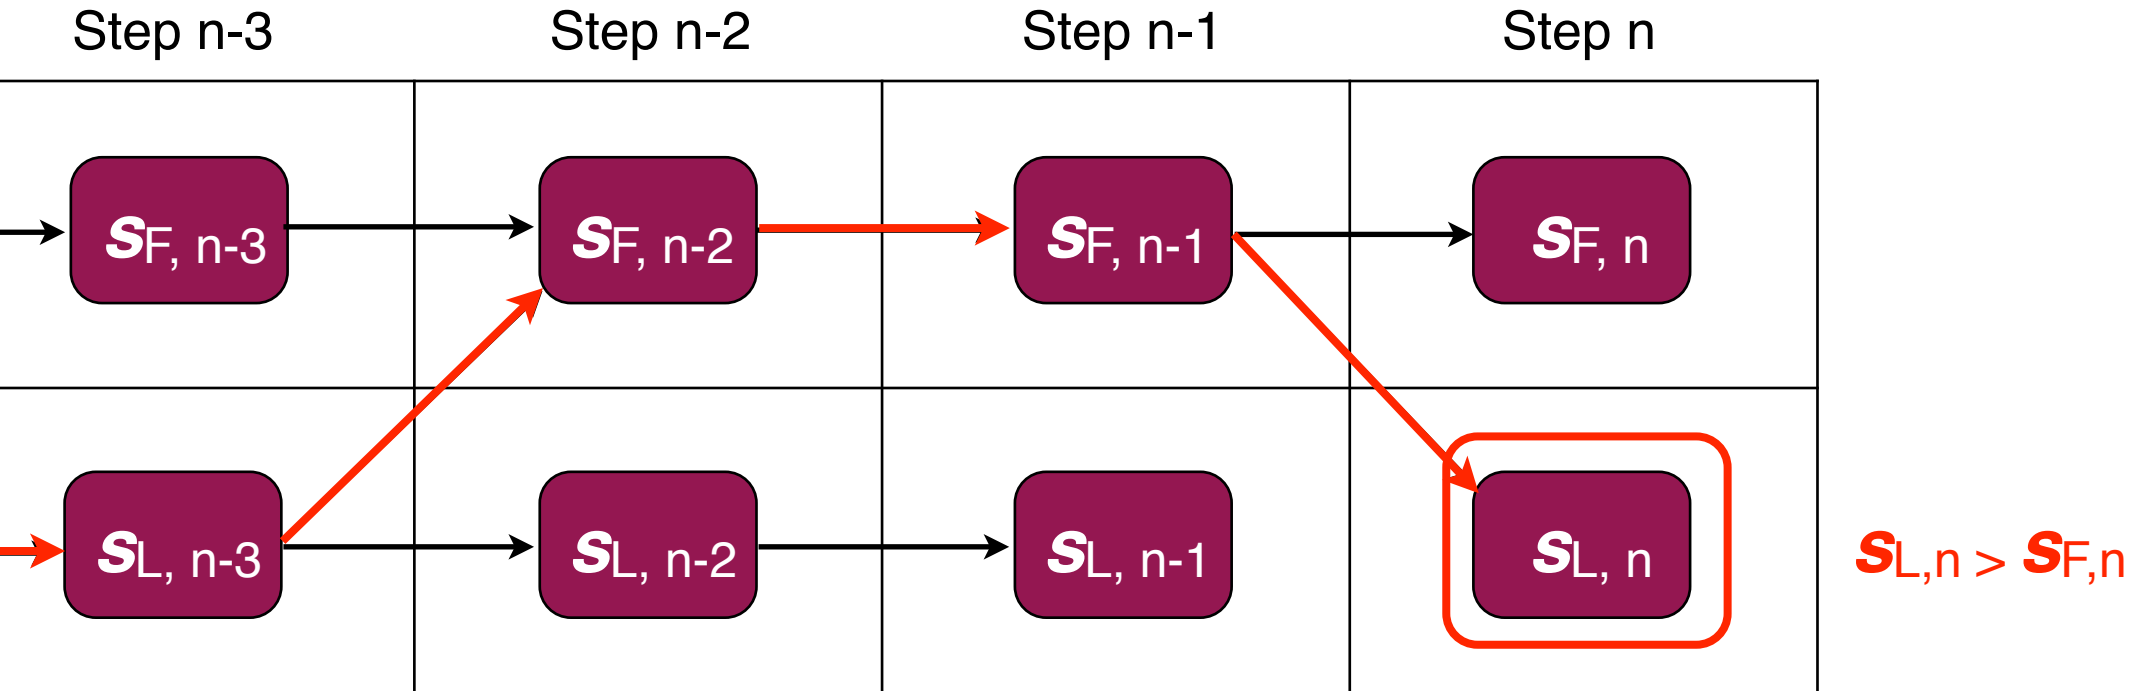 Step n-3 Step n-2 Step n-1 Step n
sF, n-3 sF, n-2 sF, n-1 sF, n
sL, n-3 sL, n-2 sL, n-1 sL, n sL,n > sF,n